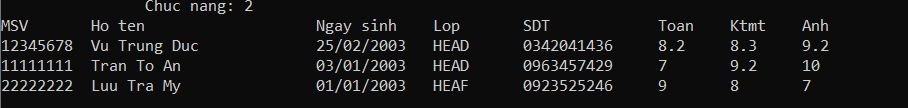 Chuc nang: 2
MSV Ho ten Ngay sinh Lop SDT Toan Ktmt Anh
12345678 Vu Trung Duc 25/02/2003 HEAD 0342041436 8.2 8.3 9.2
11111111 Tran To An 03/01/2003 HEAD 0963457429 7 9.2 10
22222222 Luu Tra My 01/01/2003 HEAF 0923525246 9 8 7